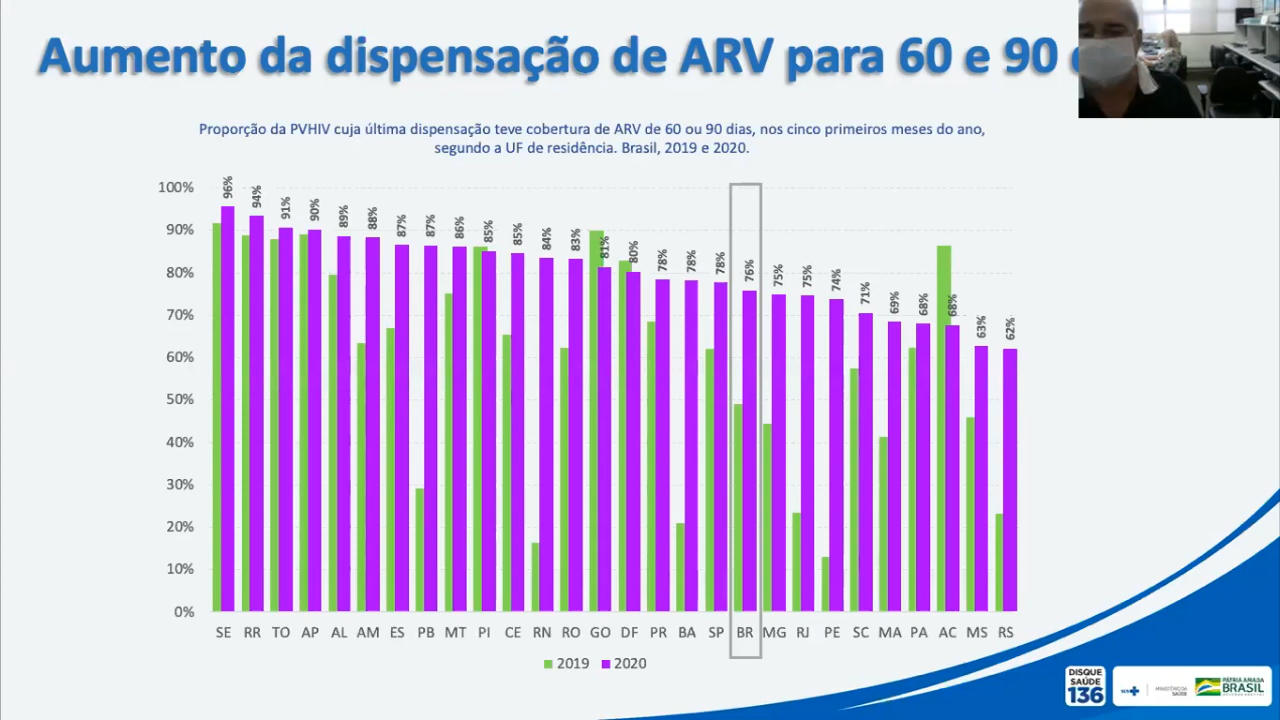 Aumento da dispensação de ARV para 60 e 90
Proporção da PVHIV cuja última dispensação teve cobertura de ARV de 60 ou 90 dias, nos cinco primeiros meses do ano,
segundo a UF de residência. Brasil, 2019 e 2020.
100%
90%
80%
70%
60%
50%
40%
30%
20%
10%
0%
96% 94% 91% 90% 89% 88% 87% 87% 86% 85% 85% 84% 83% 81% 80% 78% 78% 78% 76% 75% 75% 74% 71% 69% 68% 68% 63% 62%
SE RR TO AP AL AM ES PB MT PI CE RN RO GO DF PR BA SP BR MG RJ PE SC MA PA AC MS RS
2019 2020
DISQUE
SAÚDE
136
SUS
MINISTÉRIO DA
SAÚDE
PÁTRIA AMADA
BRASIL